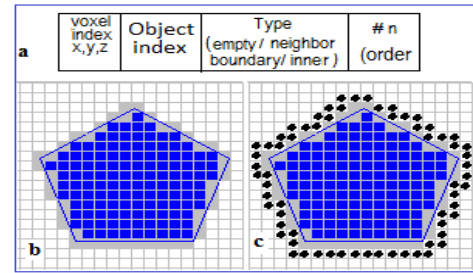 a
voxel
index
x,y,z
Object
index
Type
(empty/ neighbor
boundary/ inner)
# n
(order
b
c